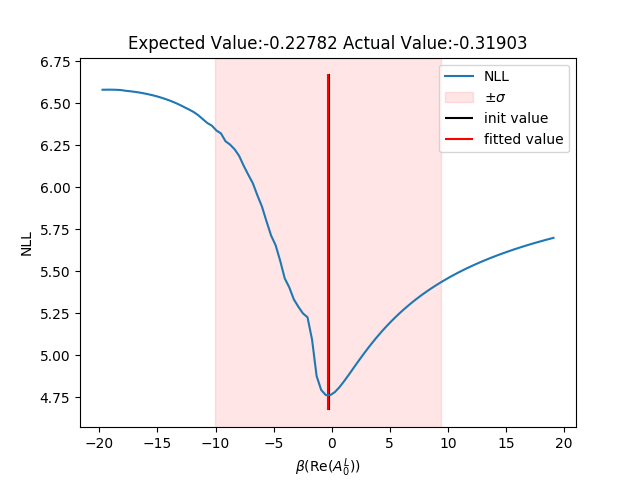 Expected Value:-0.22782 Actual Value:-0.31903
6.75
6.50
6.25
6.00
5.75
5.50
5.25
5.00
4.75
NLL
NLL
±σ
init value
fitted value
−20
−15
−10
−5
0
5
10
15
20
β(Re(A₀ᴸ))